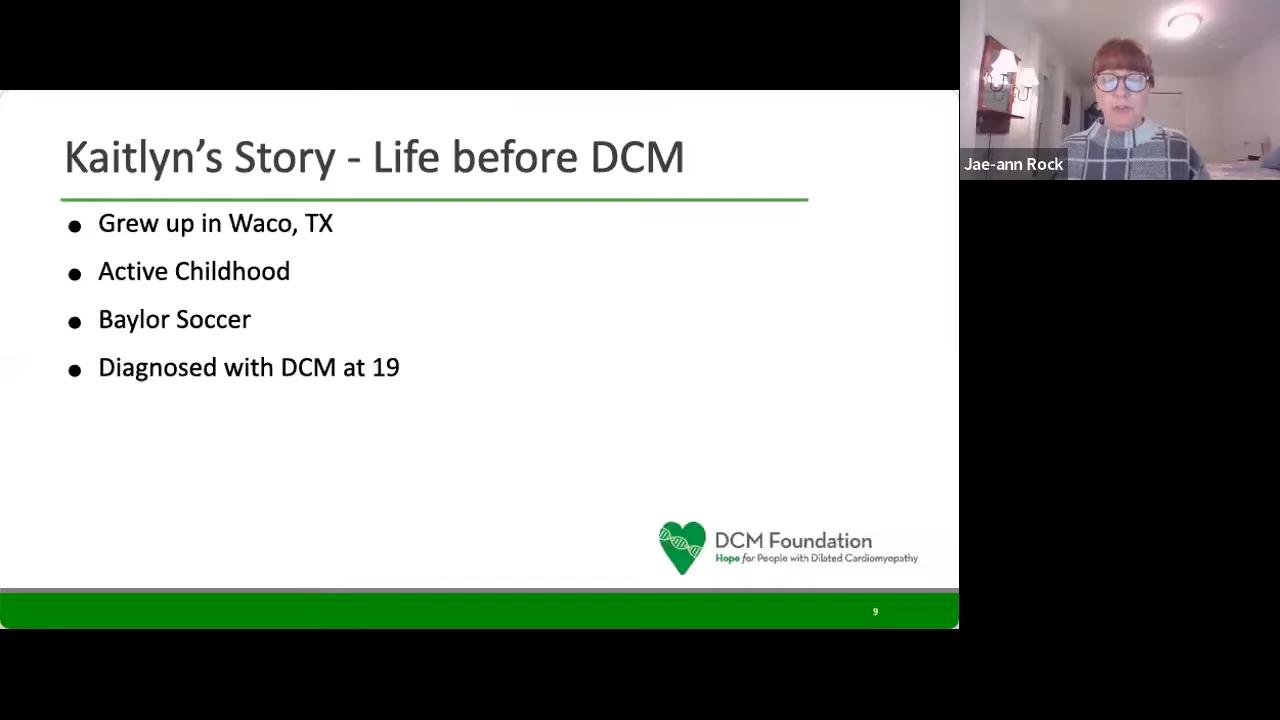 Kaitlyn’s Story - Life before DCM
● Grew up in Waco, TX
● Active Childhood
● Baylor Soccer
● Diagnosed with DCM at 19
DCM Foundation
Hope for People with Dilated Cardiomyopathy
9
Jae-ann Rock